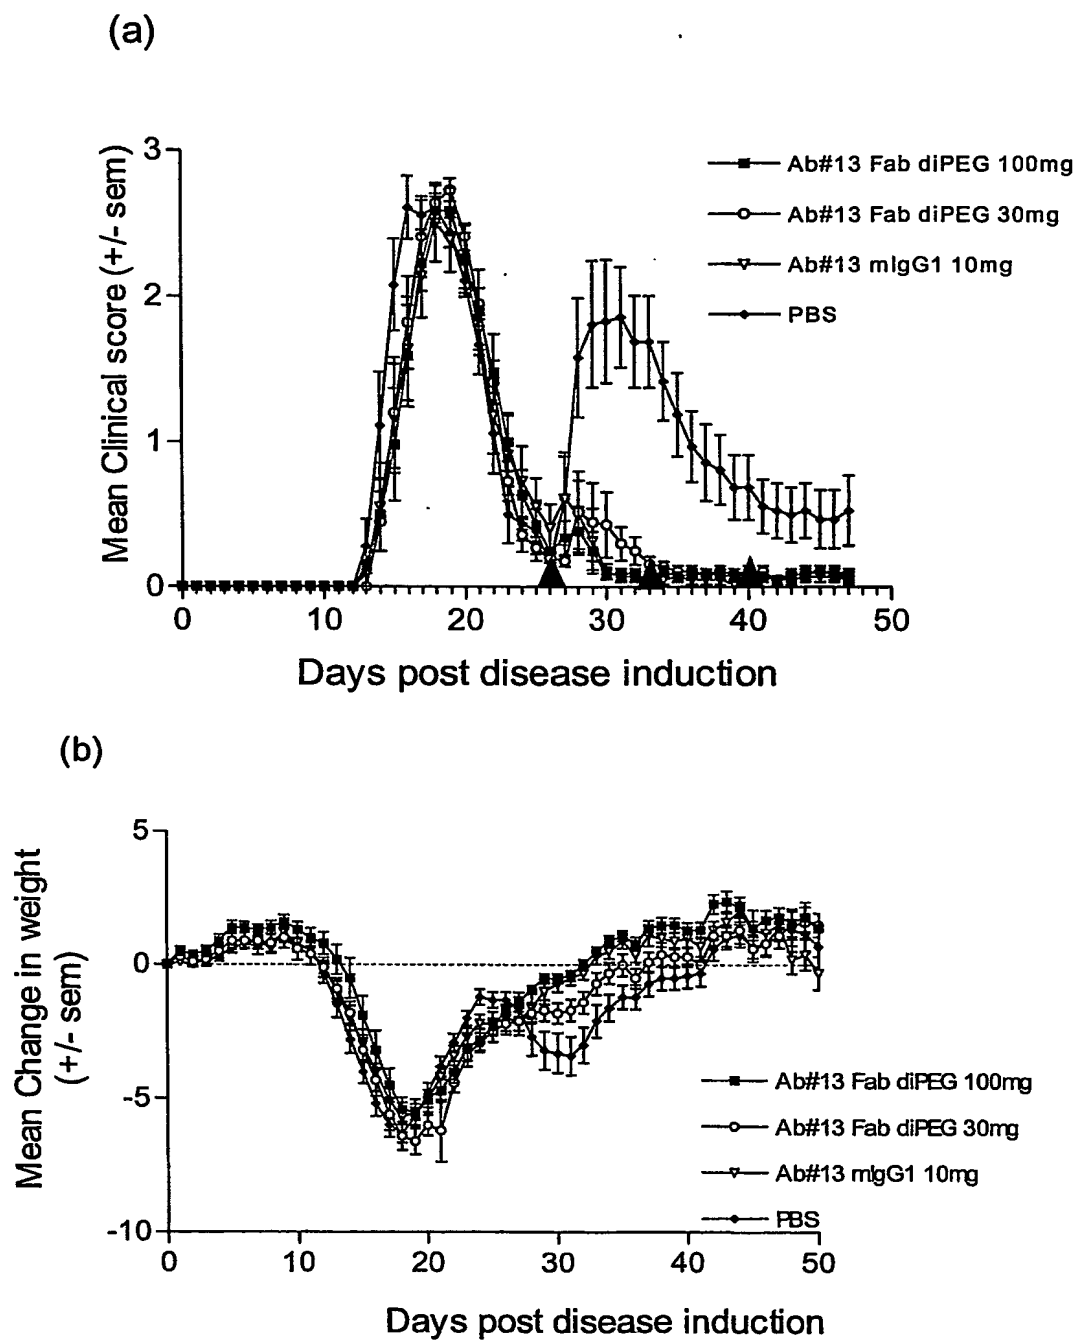 (a)
3
2
1
0
Mean Clinical score (+/- sem)
Ab#13 Fab diPEG 100mg
Ab#13 Fab diPEG 30mg
Ab#13 mIgG1 10mg
PBS
0 10 20 30 40 50
Days post disease induction
(b)
5
0
-5
-10
Mean Change in weight
(+/- sem)
Ab#13 Fab diPEG 100mg
Ab#13 Fab diPEG 30mg
Ab#13 mIgG1 10mg
PBS
0 10 20 30 40 50
Days post disease induction